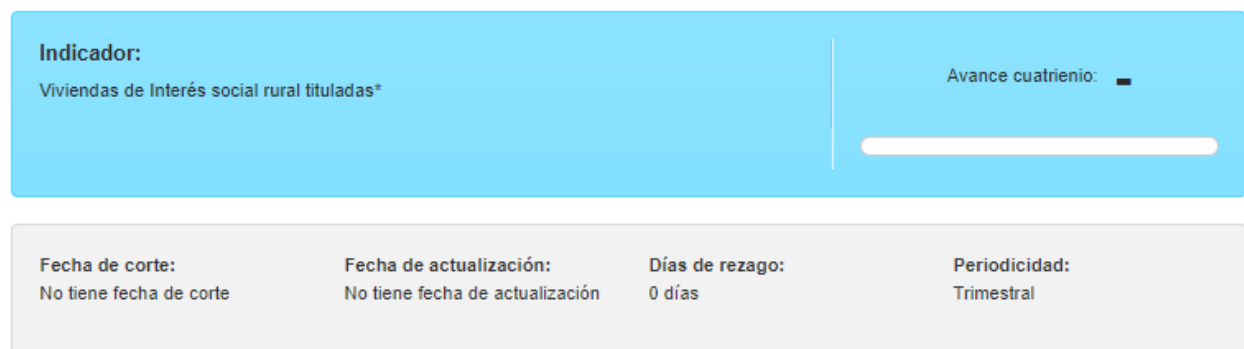 Indicador:
Viviendas de Interés social rural tituladas*
Avance cuatrienio: -
Fecha de corte:
No tiene fecha de corte
Fecha de actualización:
No tiene fecha de actualización
Días de rezago:
0 días
Periodicidad:
Trimestral